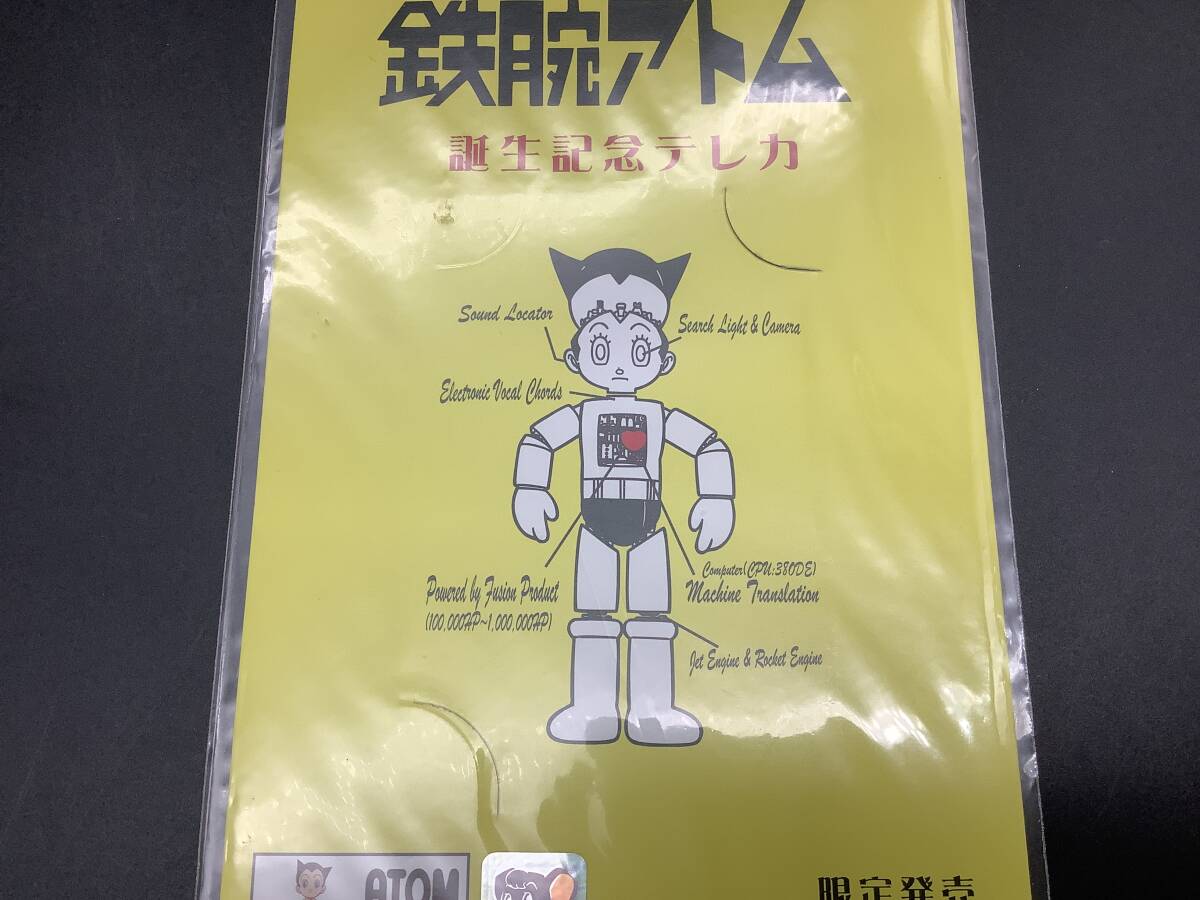 鉄腕アトム
誕生記念テレカ
Sound Locator
Search Light & Camera
Electronic Vocal Chords
Powered by Fusion Product
(100,000HP~1,000,000HP)
Computer(CPU:380DE)
Machine Translation
Jet Engine & Rocket Engine
ATOM
限定発売